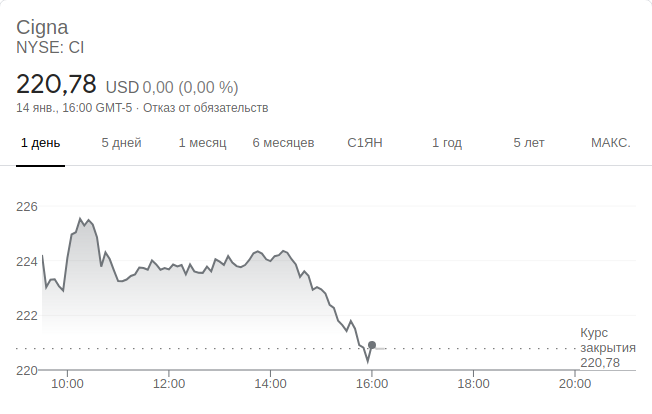 Cigna
NYSE: CI
220,78 USD 0,00 (0,00 %)
14 янв., 16:00 GMT-5 · Отказ от обязательств
1 день 5 дней 1 месяц 6 месяцев С1ЯН 1 год 5 лет МАКС.
226
224
222
Курс
закрытия
220,78
220
10:00 12:00 14:00 16:00 18:00 20:00